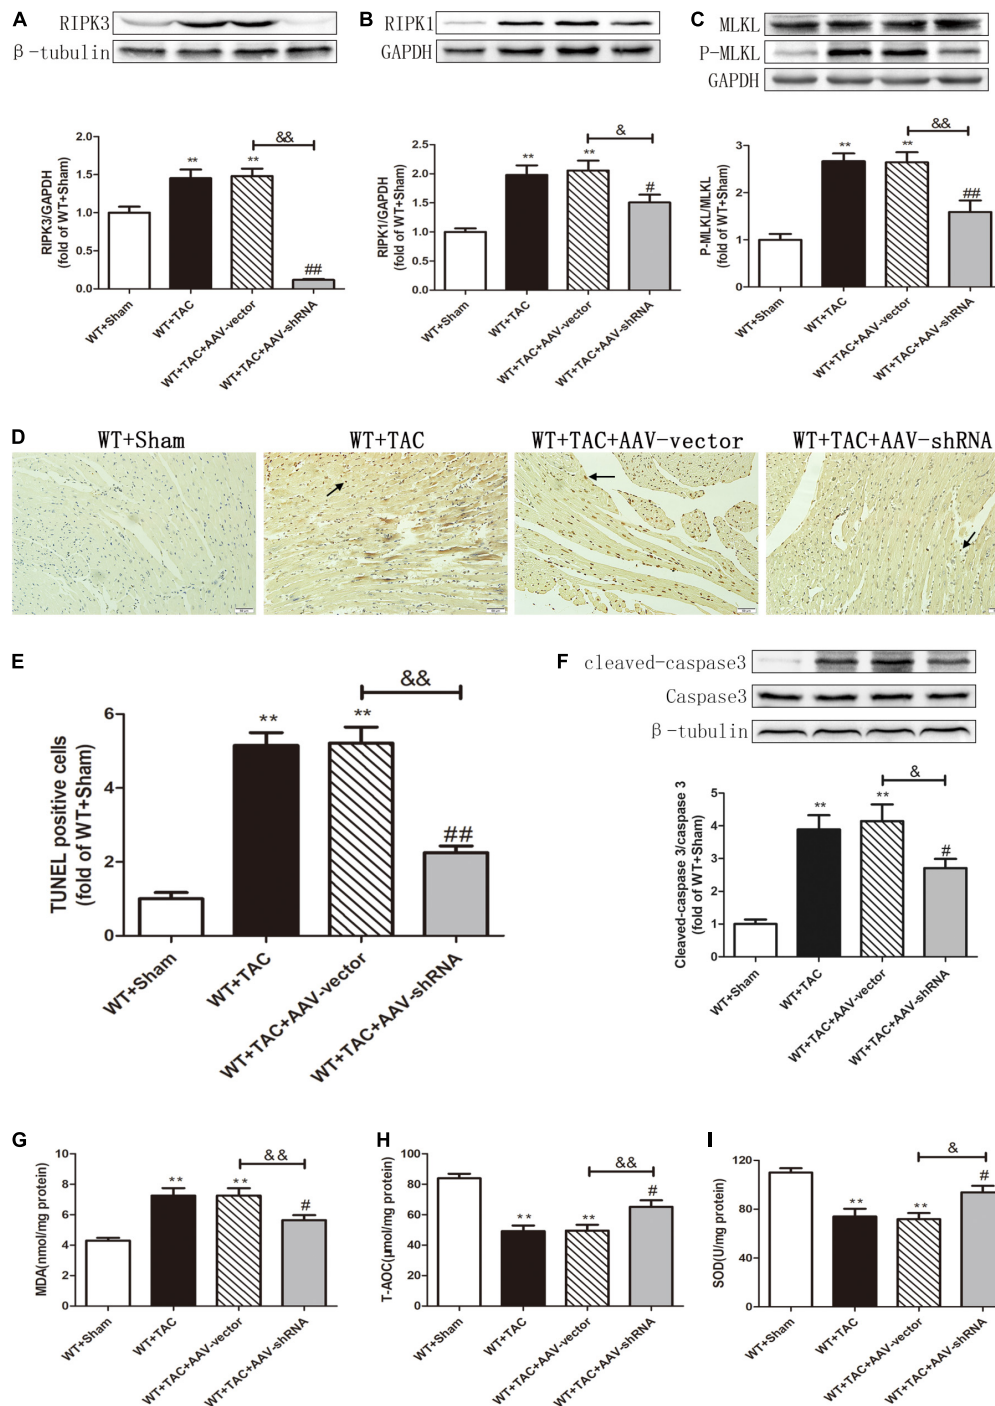 A
RIPK3
β-tubulin
RIPK3/GAPDH
(fold of WT+Sham)
2.0
1.5
1.0
0.5
0.0
**
**
&&
##
WT+Sham
WT+TAC
WT+TAC+AAV-vector
WT+TAC+AAV-shRNA
B
RIPK1
GAPDH
RIPK1/GAPDH
(fold of WT+Sham)
2.5
2.0
1.5
1.0
0.5
0.0
**
**
&
#
WT+Sham
WT+TAC
WT+TAC+AAV-vector
WT+TAC+AAV-shRNA
C
MLKL
P-MLKL
GAPDH
P-MLKL/MLKL
(fold of WT+Sham)
3
2
1
0
**
**
&&
##
WT+Sham
WT+TAC
WT+TAC+AAV-vector
WT+TAC+AAV-shRNA
D
WT+Sham
WT+TAC
WT+TAC+AAV-vector
WT+TAC+AAV-shRNA
E
TUNEL positive cells
(fold of WT+Sham)
6
4
2
0
**
**
&&
##
WT+Sham
WT+TAC
WT+TAC+AAV-vector
WT+TAC+AAV-shRNA
F
cleaved-caspase3
Caspase3
β-tubulin
Cleaved-caspase 3/caspase 3
(fold of WT+Sham)
5
4
3
2
1
0
**
**
&
#
WT+Sham
WT+TAC
WT+TAC+AAV-vector
WT+TAC+AAV-shRNA
G
MDA(nmol/mg protein)
10
8
6
4
2
0
**
**
&&
#
WT+Sham
WT+TAC
WT+TAC+AAV-vector
WT+TAC+AAV-shRNA
H
T-AOC(μmol/mg protein)
100
80
60
40
20
0
**
**
&&
#
WT+Sham
WT+TAC
WT+TAC+AAV-vector
WT+TAC+AAV-shRNA
I
SOD(U/mg protein)
120
90
60
30
0
**
**
&
#
WT+Sham
WT+TAC
WT+TAC+AAV-vector
WT+TAC+AAV-shRNA